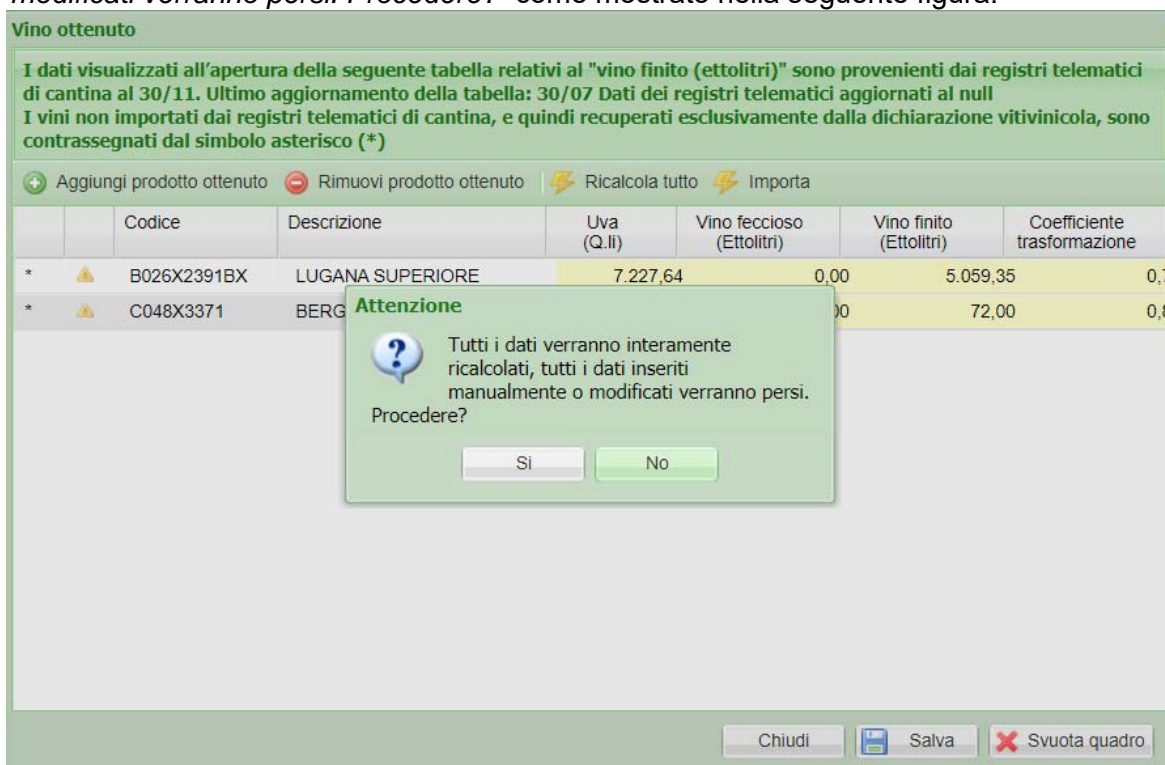 modificati verranno persi. Procedere?" come mostrato nella seguente figura:
Vino ottenuto
I dati visualizzati all'apertura della seguente tabella relativi al "vino finito (ettolitri)" sono provenienti dai registri telematici
di cantina al 30/11. Ultimo aggiornamento della tabella: 30/07 Dati dei registri telematici aggiornati al null
I vini non importati dai registri telematici di cantina, e quindi recuperati esclusivamente dalla dichiarazione vitivinicola, sono
contrassegnati dal simbolo asterisco (*)
Aggiungi prodotto ottenuto Rimuovi prodotto ottenuto Ricalcola tutto Importa
Codice Descrizione Uva (Q.li) Vino feccioso (Ettolitri) Vino finito (Ettolitri) Coefficiente trasformazione
* B026X2391BX LUGANA SUPERIORE 7.227,64 0,00 5.059,35 0,
* C048X3371 BERG 00 72,00 0,
Attenzione
Tutti i dati verranno interamente
ricalcolati, tutti i dati inseriti
manualmente o modificati verranno persi.
Procedere?
Si No
Chiudi Salva Svuota quadro